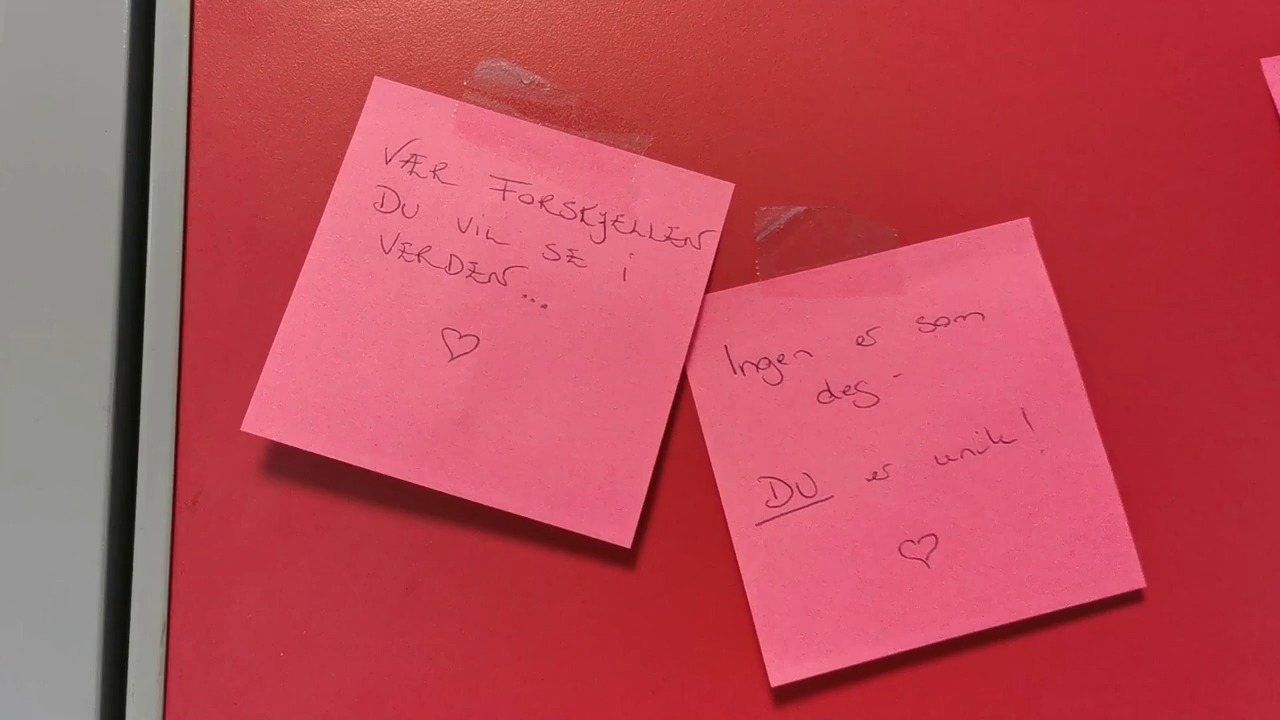 VÆR FORSKJELLEN
DU VIL SE i
VERDEN...
♡
Ingen er som
deg -
DU er unik!
♡